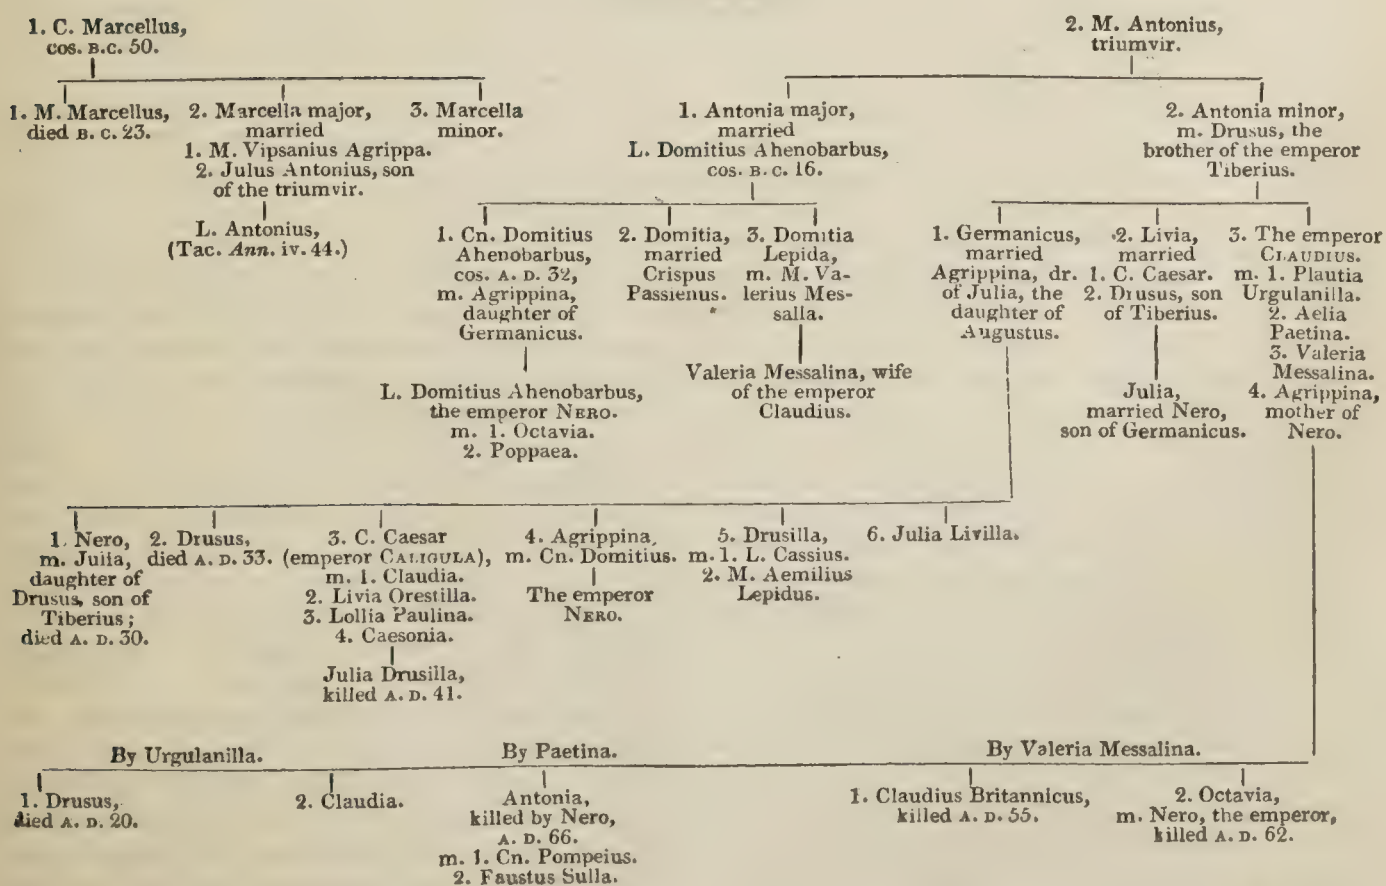 1. C. Marcellus,
cos. B.C. 50.
2. M. Antonius,
triumvir.
1. M. Marcellus,
died B. C. 23.
2. Marcella major,
married
1. M. Vipsanius Agrippa.
2. Julus Antonius, son
of the triumvir.
L. Antonius,
(Tac. Ann. iv. 44.)
3. Marcella
minor.
1. Antonia major,
married
L. Domitius Ahenobarbus,
cos. B. C. 16.
2. Antonia minor,
m. Drusus, the
brother of the emperor
Tiberius.
1. Cn. Domitius
Ahenobarbus,
cos. A. D. 32,
m. Agrippina,
daughter of
Germanicus.
2. Domitia,
married
Crispus
Passienus.
3. Domitia
Lepida,
m. M. Va-
lerius Mes-
salla.
1. Germanicus,
married
Agrippina, dr.
of Julia, the
daughter of
Augustus.
2. Livia,
married
1. C. Caesar.
2. Drusus, son
of Tiberius.
3. The emperor
CLAUDIUS.
m. 1. Plautia
Urgulanilla.
2. Aelia
Paetina.
3. Valeria
Messalina.
4. Agrippina,
mother of
Nero.
L. Domitius Ahenobarbus,
the emperor NERO.
m. 1. Octavia.
2. Poppaea.
Valeria Messalina, wife
of the emperor
Claudius.
Julia,
married Nero,
son of Germanicus.
1. Nero,
m. Julia,
daughter of
Drusus, son of
Tiberius;
died A. D. 30.
2. Drusus,
died A. D. 33.
3. C. Caesar
(emperor CALIGULA),
m. 1. Claudia.
2. Livia Orestilla.
3. Lollia Paulina.
4. Caesonia.
Julia Drusilla,
killed A. D. 41.
4. Agrippina,
m. Cn. Domitius.
The emperor
NERO.
5. Drusilla,
m. 1. L. Cassius.
2. M. Aemilius
Lepidus.
6. Julia Livilla.
By Urgulanilla.
By Paetina.
By Valeria Messalina.
1. Drusus,
died A. D. 20.
2. Claudia.
Antonia,
killed by Nero,
A. D. 66.
m. 1. Cn. Pompeius.
2. Faustus Sulla.
1. Claudius Britannicus,
killed A. D. 55.
2. Octavia,
m. Nero, the emperor,
killed A. D. 62.